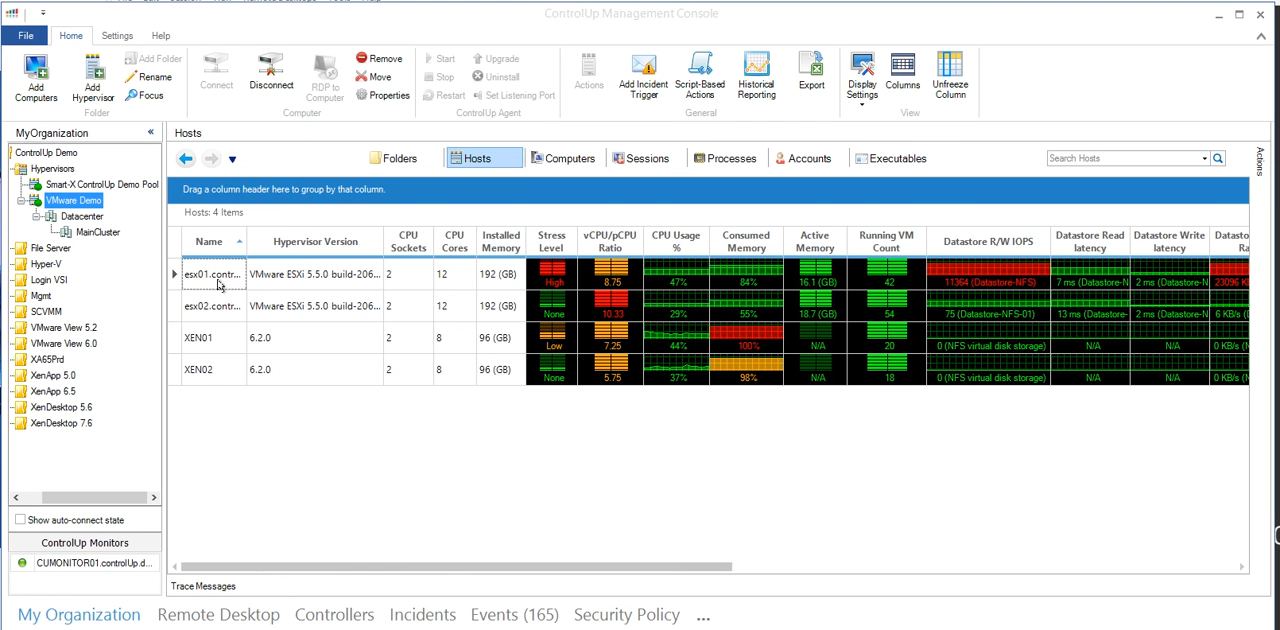 ControlUp Management Console
File Home Settings Help
Add Computers
Add Hypervisor
Add Folder
Rename
Focus
Folder
Connect
Disconnect
RDP to Computer
Remove
Move
Properties
Computer
Start
Stop
Restart
Upgrade
Uninstall
Set Listening Port
ControlUp Agent
Actions
Add Incident Trigger
Script-Based Actions
Historical Reporting
Export
General
Display Settings
Columns
Unfreeze Column
View
MyOrganization «
ControlUp Demo
Hypervisors
Smart-X ControlUp Demo Pool
VMware Demo
Datacenter
MainCluster
File Server
Hyper-V
Login VSI
Mgmt
SCVMM
VMware View 5.2
VMware View 6.0
XA65Prd
XenApp 5.0
XenApp 6.5
XenDesktop 5.6
XenDesktop 7.6
Show auto-connect state
ControlUp Monitors
CUMONITOR01.controlUp.d...
Hosts
Folders Hosts Computers Sessions Processes Accounts Executables
Search Hosts
Actions
Drag a column header here to group by that column.
Hosts: 4 Items
Name Hypervisor Version CPU Sockets CPU Cores Installed Memory Stress Level vCPU/pCPU Ratio CPU Usage % Consumed Memory Active Memory Running VM Count Datastore R/W IOPS Datastore Read latency Datastore Write latency Datasto Ra
esx01.contr... VMware ESXi 5.5.0 build-206... 2 12 192 (GB) High 8.75 47% 84% 16.1 (GB) 42 11364 (Datastore-NFS) 7 ms (Datastore-N 2 ms (Datastore-N 23096 K
esx02.contr... VMware ESXi 5.5.0 build-206... 2 12 192 (GB) None 10.33 29% 55% 18.7 (GB) 54 75 (Datastore-NFS-01) 13 ms (Datastore- 2 ms (Datastore-N 6 KB/s (
XEN01 6.2.0 2 8 96 (GB) Low 7.25 44% 100% N/A 20 0 (NFS virtual disk storage) N/A N/A 0 KB/s (N
XEN02 6.2.0 2 8 96 (GB) None 5.75 37% 98% N/A 18 0 (NFS virtual disk storage) N/A N/A 0 KB/s (N
Trace Messages
My Organization Remote Desktop Controllers Incidents Events (165) Security Policy ...